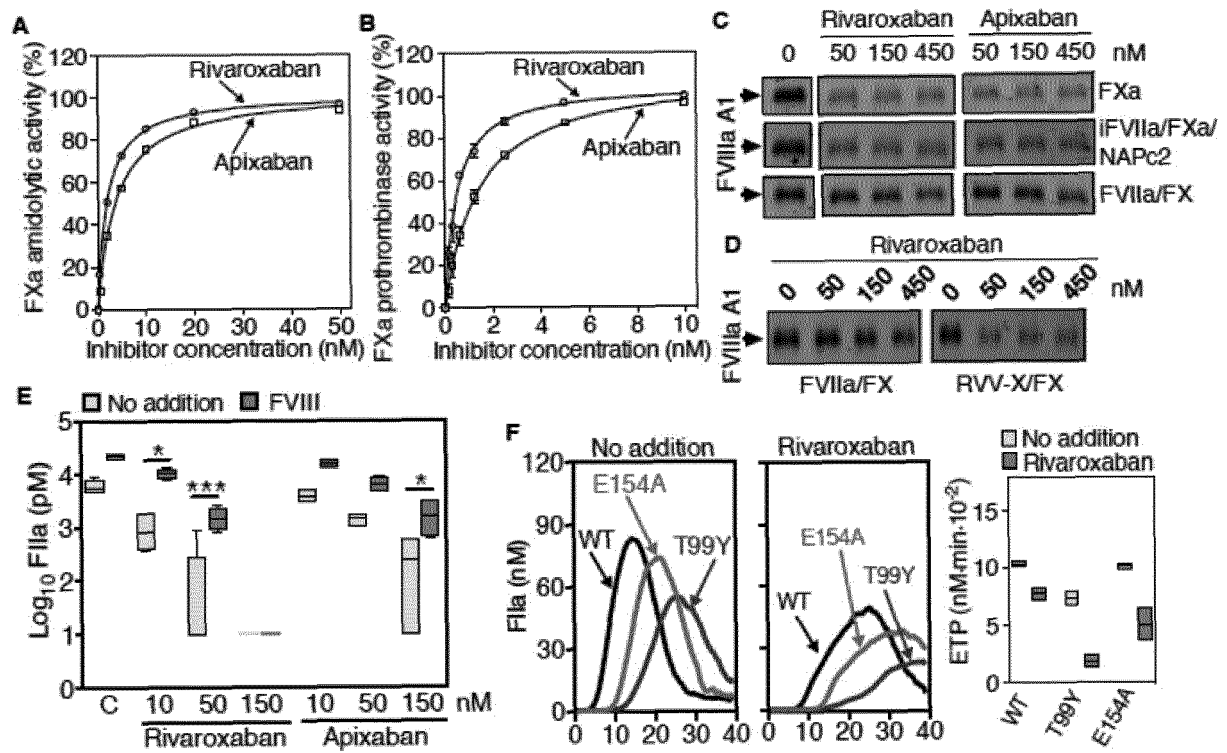 A
FXa amidolytic activity (%)
120
100
80
60
40
20
0
Rivaroxaban
Apixaban
0 10 20 30 40 50
Inhibitor concentration (nM)
B
FXa prothrombinase activity (%)
120
100
80
60
40
20
0
Rivaroxaban
Apixaban
0 2 4 6 8 10
Inhibitor concentration (nM)
C
Rivaroxaban Apixaban
0 50 150 450 50 150 450 nM
FVIIIa A1
FXa
iFVIIa/FXa/
NAPc2
FVIIa/FX
D
Rivaroxaban
0 50 150 450 0 50 150 450 nM
FVIIIa A1
FVIIa/FX RVV-X/FX
E
No addition FVIII
Log10 FIIa (pM)
5
4
3
2
1
0
* *** *
C 10 50 150 10 50 150 nM
Rivaroxaban Apixaban
F
No addition Rivaroxaban
FIIa (nM)
120
90
60
30
0
E154A
WT
T99Y
0 10 20 30 40
E154A
T99Y
WT
0 10 20 30 40
No addition
Rivaroxaban
ETP (nM·min·10-2)
15
10
5
0
WT T99Y E154A